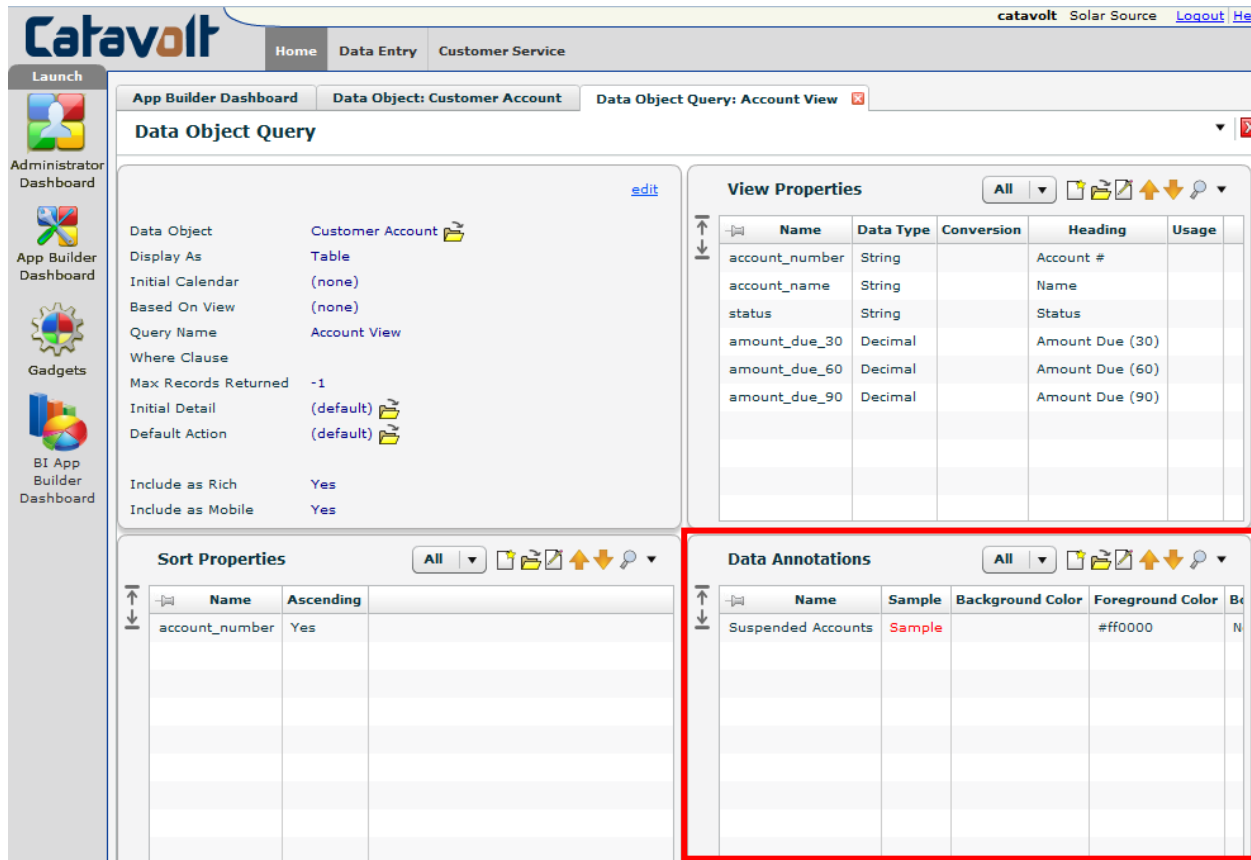 catavolt Solar Source Logout He
Catavolt
Home Data Entry Customer Service
Launch
Administrator
Dashboard
App Builder
Dashboard
Gadgets
BI App
Builder
Dashboard
App Builder Dashboard Data Object: Customer Account Data Object Query: Account View
Data Object Query
edit
Data Object Customer Account
Display As Table
Initial Calendar (none)
Based On View (none)
Query Name Account View
Where Clause
Max Records Returned -1
Initial Detail (default)
Default Action (default)
Include as Rich Yes
Include as Mobile Yes
View Properties All
Name Data Type Conversion Heading Usage
account_number String Account #
account_name String Name
status String Status
amount_due_30 Decimal Amount Due (30)
amount_due_60 Decimal Amount Due (60)
amount_due_90 Decimal Amount Due (90)
Sort Properties All
Name Ascending
account_number Yes
Data Annotations All
Name Sample Background Color Foreground Color
Suspended Accounts Sample #ff0000